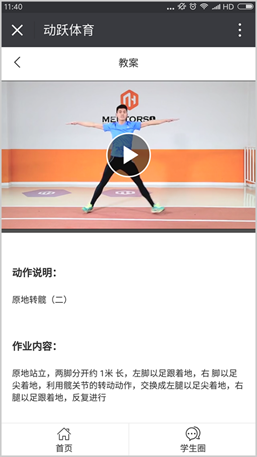 11:40
... HD
动跃体育
教案
MENTORS
动作说明：
原地转髋（二）
作业内容：
原地站立，两脚分开约 1米 长，左脚以足跟着地，右 脚以足
尖着地，利用髋关节的转动动作，交换成左腿以足尖着地，右
腿以足跟着地，反复进行
首页
学生圈